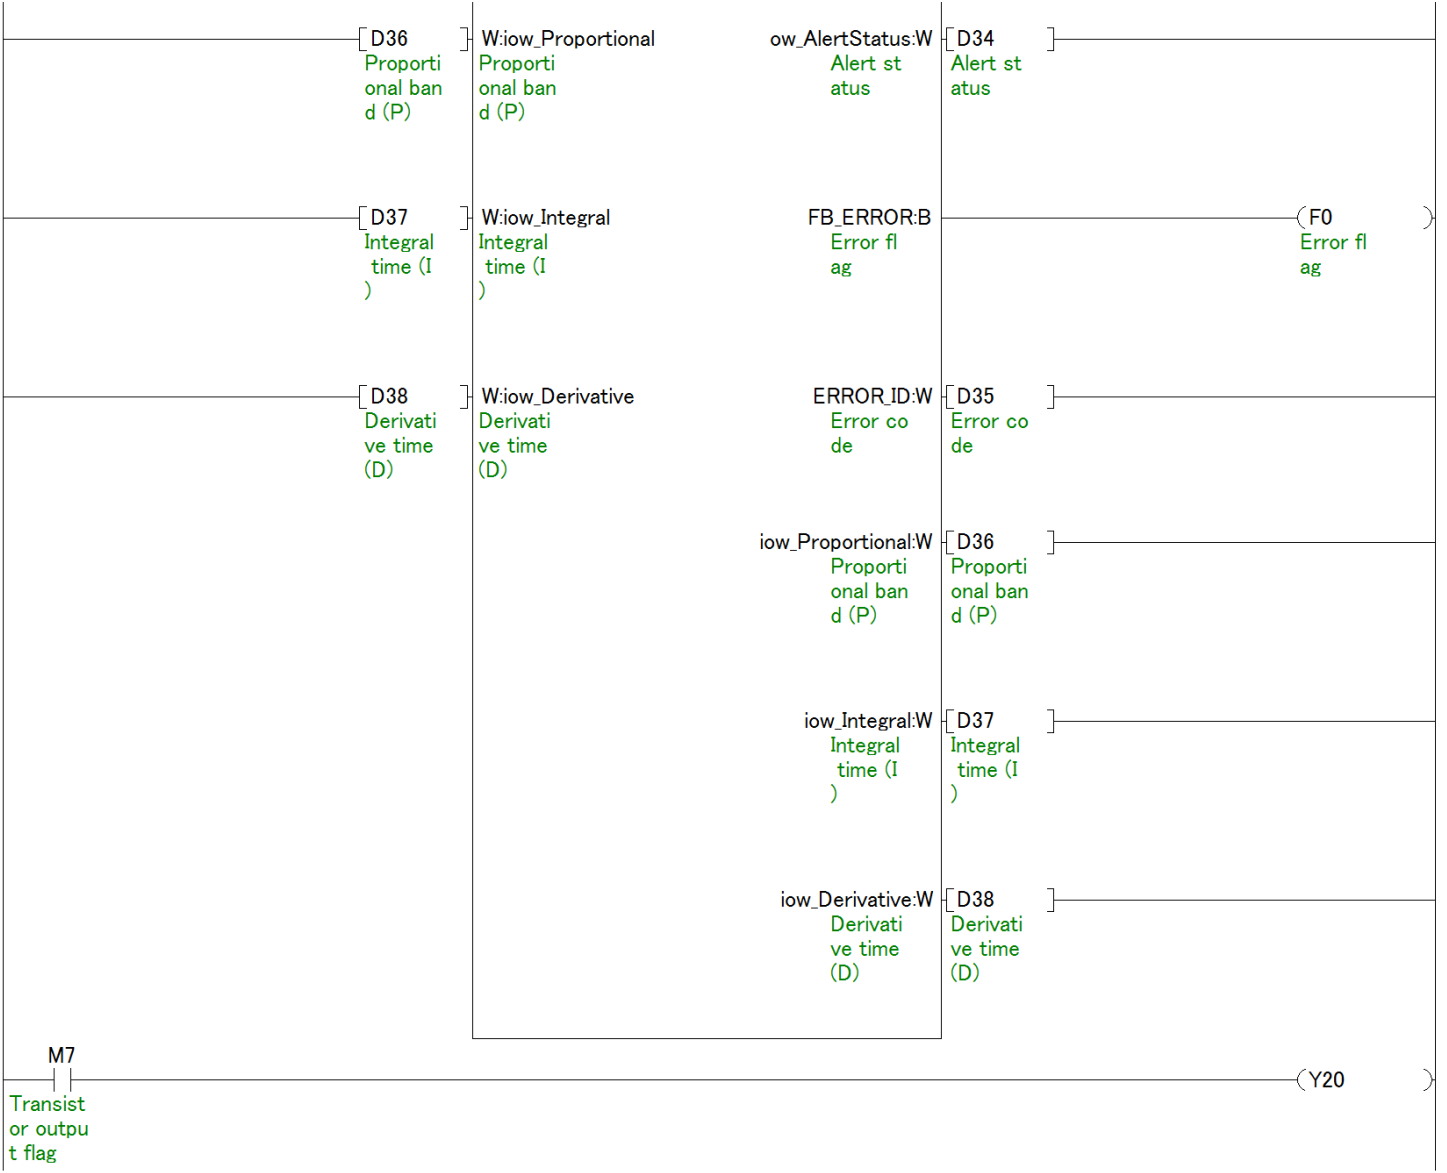 D36 W:iow_Proportional ow_AlertStatus:W D34
Proporti Proporti Alert st Alert st
onal ban onal ban atus atus
d (P) d (P)
D37 W:iow_Integral FB_ERROR:B F0
Integral Integral Error fl Error fl
time (I time (I ag ag
) )
D38 W:iow_Derivative ERROR_ID:W D35
Derivati Derivati Error co Error co
ve time ve time de de
(D) (D)
iow_Proportional:W D36
Proporti Proporti
onal ban onal ban
d (P) d (P)
iow_Integral:W D37
Integral Integral
time (I time (I
) )
iow_Derivative:W D38
Derivati Derivati
ve time ve time
(D) (D)
M7
Y20
Transist
or outpu
t flag